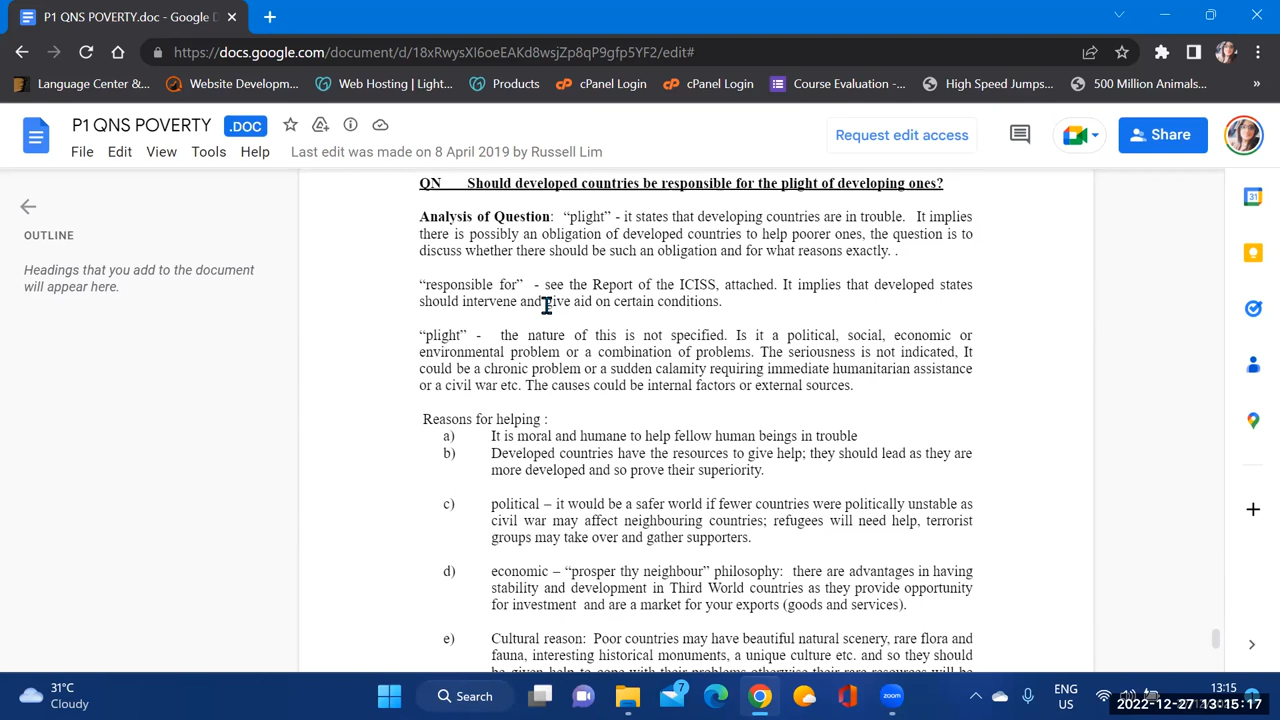 P1 QNS POVERTY.doc - Google D
https://docs.google.com/document/d/18xRwysXI6oeEAKd8wsjZp8qP9gfp5YF2/edit#
Language Center &... Website Developm... Web Hosting | Light... Products cPanel Login cPanel Login Course Evaluation -... High Speed Jumps... 500 Million Animals... »
P1 QNS POVERTY .DOC
File Edit View Tools Help Last edit was made on 8 April 2019 by Russell Lim
Request edit access
Share
OUTLINE
Headings that you add to the document
will appear here.
QN Should developed countries be responsible for the plight of developing ones?
Analysis of Question: “plight” - it states that developing countries are in trouble. It implies
there is possibly an obligation of developed countries to help poorer ones, the question is to
discuss whether there should be such an obligation and for what reasons exactly. .
“responsible for” - see the Report of the ICISS, attached. It implies that developed states
should intervene and give aid on certain conditions.
“plight” - the nature of this is not specified. Is it a political, social, economic or
environmental problem or a combination of problems. The seriousness is not indicated, It
could be a chronic problem or a sudden calamity requiring immediate humanitarian assistance
or a civil war etc. The causes could be internal factors or external sources.
Reasons for helping :
a) It is moral and humane to help fellow human beings in trouble
b) Developed countries have the resources to give help; they should lead as they are
more developed and so prove their superiority.
c) political – it would be a safer world if fewer countries were politically unstable as
civil war may affect neighbouring countries; refugees will need help, terrorist
groups may take over and gather supporters.
d) economic – “prosper thy neighbour” philosophy: there are advantages in having
stability and development in Third World countries as they provide opportunity
for investment and are a market for your exports (goods and services).
e) Cultural reason: Poor countries may have beautiful natural scenery, rare flora and
fauna, interesting historical monuments, a unique culture etc. and so they should
be given help to cope with their problems otherwise their rare resources will be
31
31°C
Cloudy
Search
7
zoom
ENG
US
13:15
2022-12-27 13:15:17